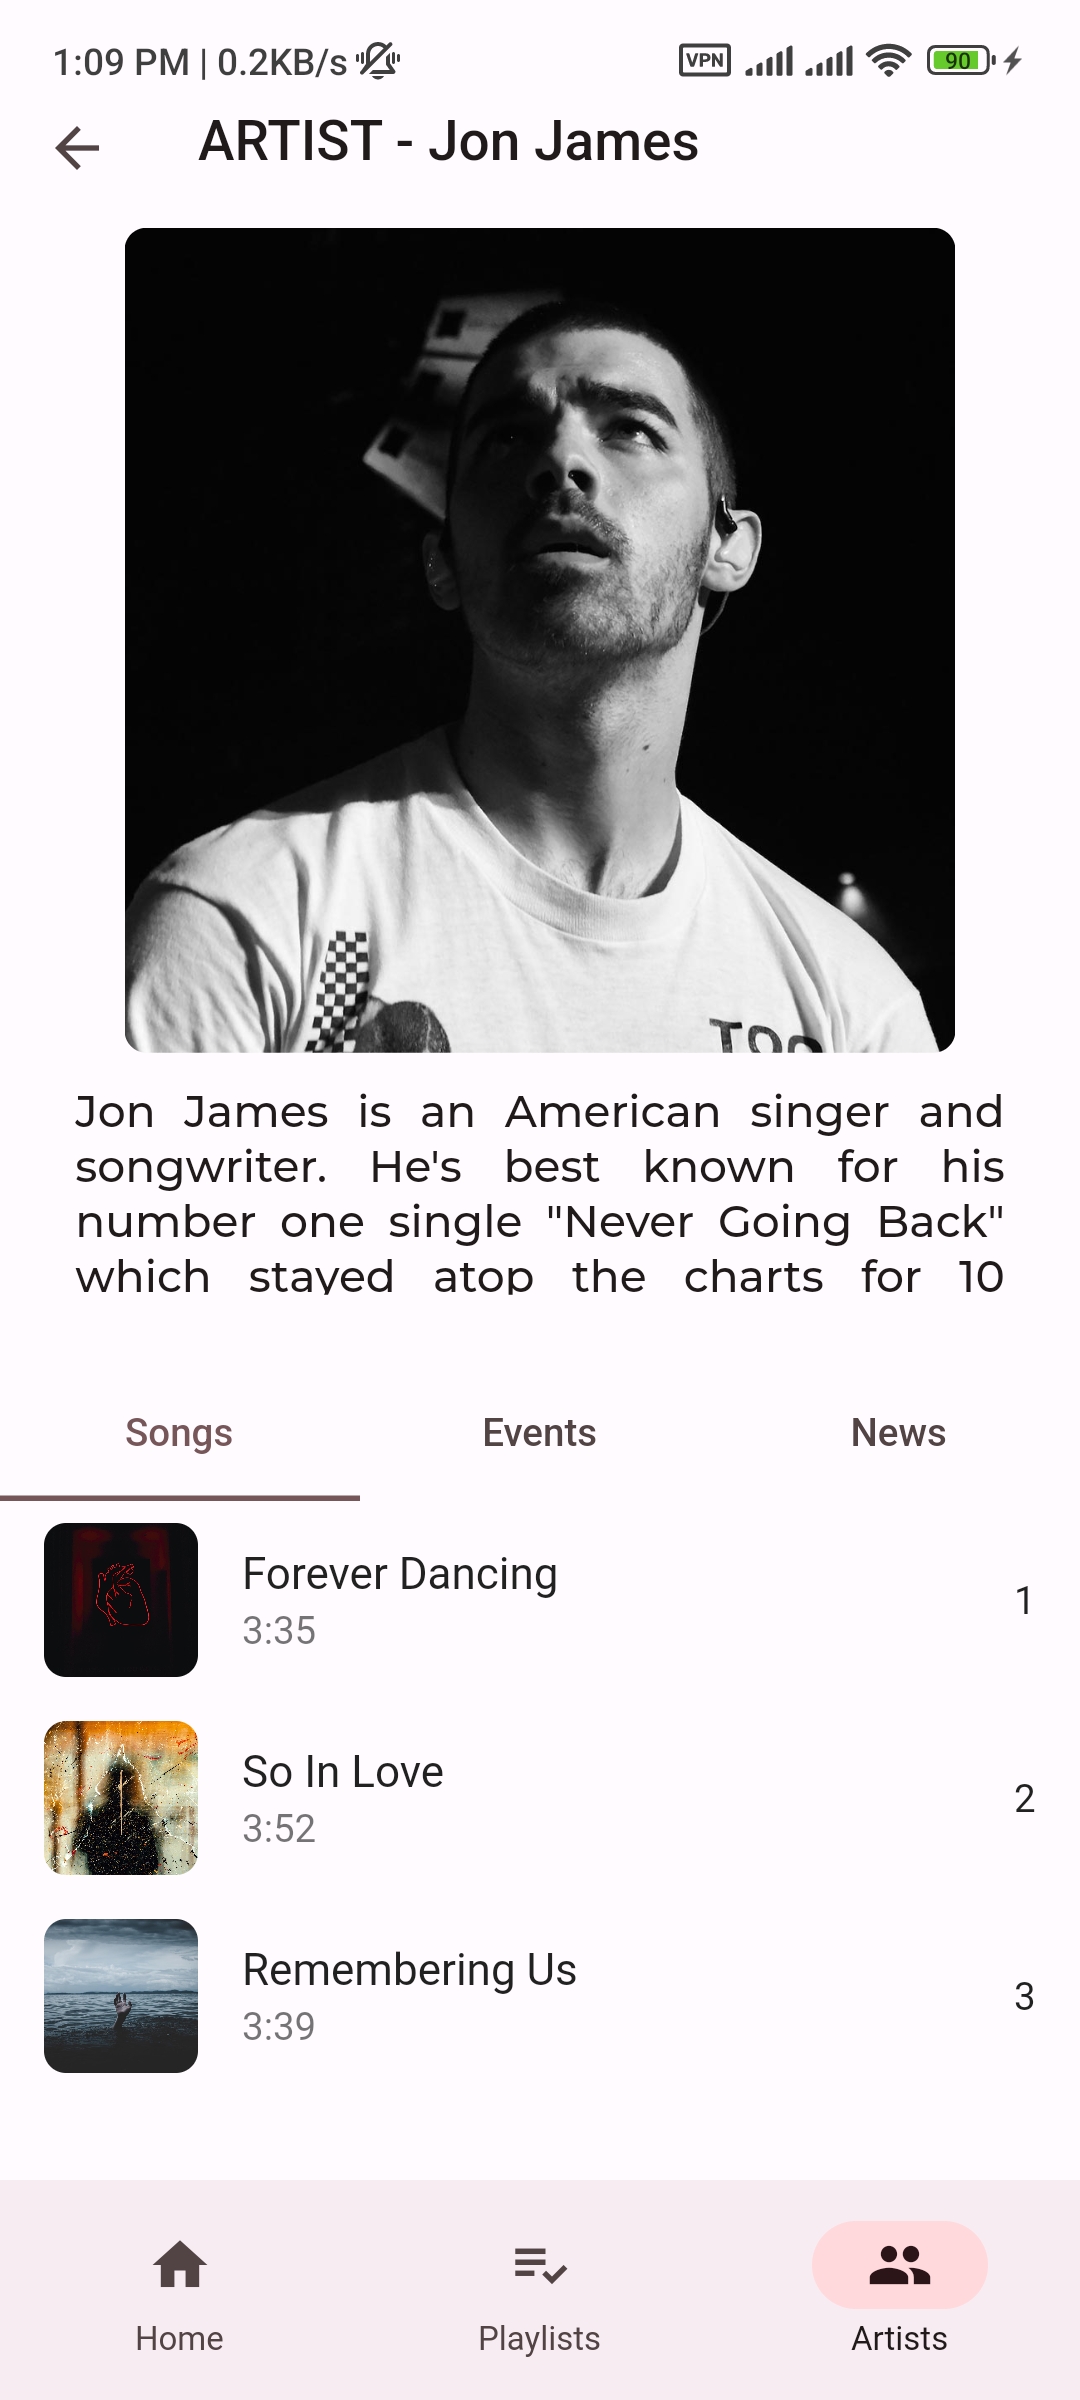 1:09 PM | 0.2KB/s
VPN
90
ARTIST - Jon James
TOO
Jon James is an American singer and
songwriter. He's best known for his
number one single "Never Going Back"
which stayed atop the charts for 10
Songs
Events
News
Forever Dancing
3:35
1
So In Love
3:52
2
Remembering Us
3:39
3
Home
Playlists
Artists